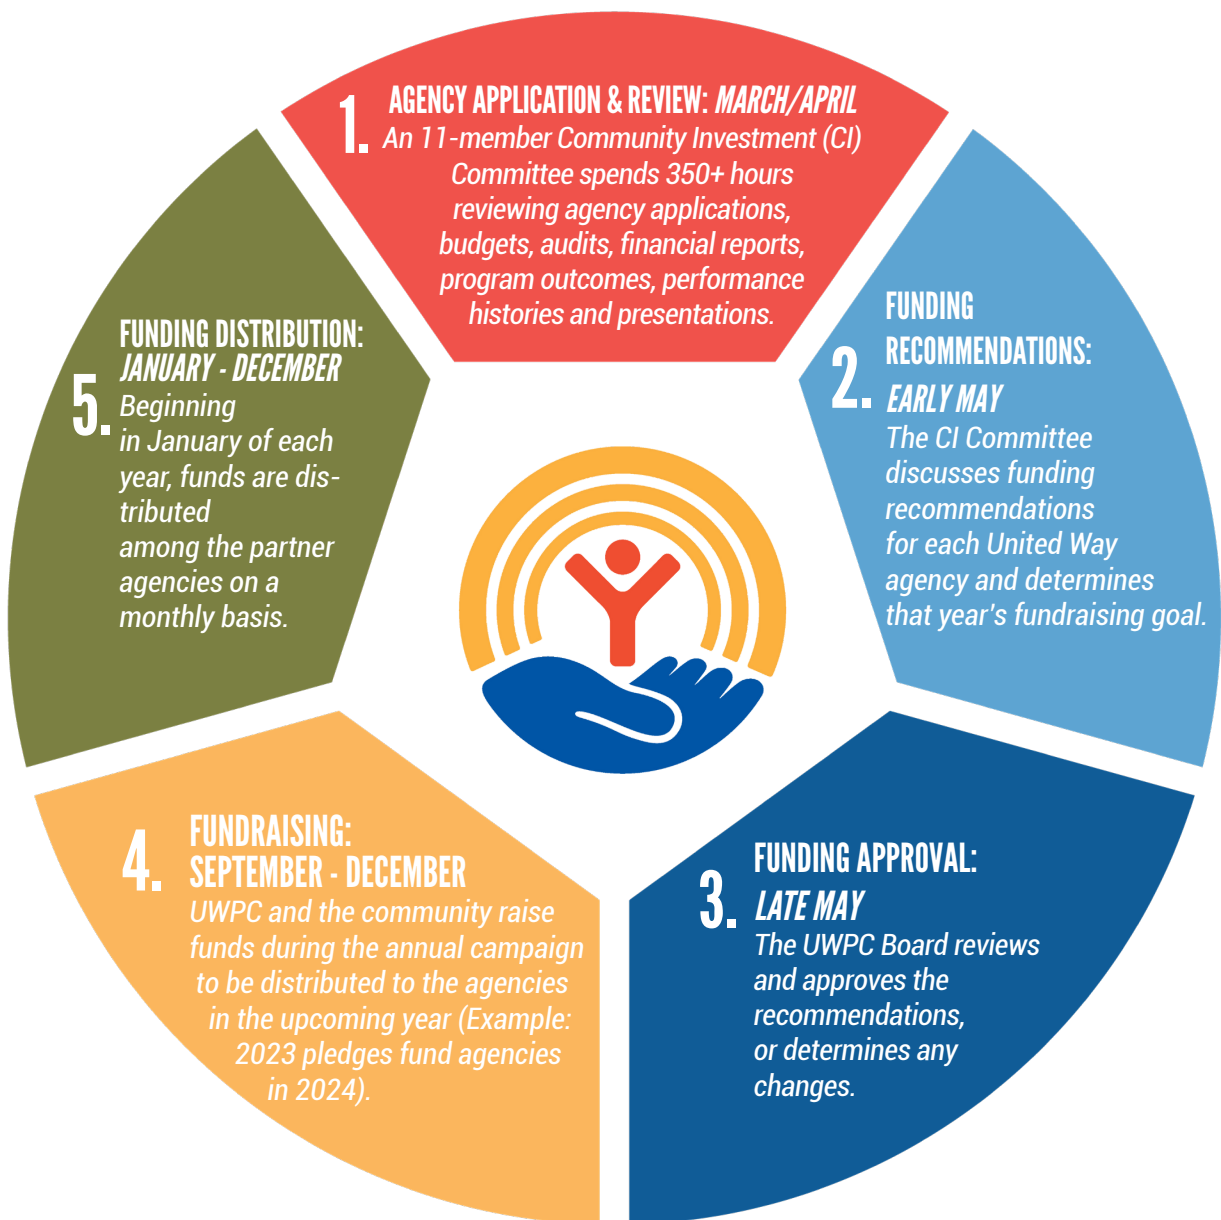 1.
AGENCY APPLICATION & REVIEW: MARCH/APRIL
An 11-member Community Investment (CI)
Committee spends 350+ hours
reviewing agency applications,
budgets, audits, financial reports,
program outcomes, performance
histories and presentations.
2.
FUNDING
RECOMMENDATIONS:
EARLY MAY
The CI Committee
discusses funding
recommendations
for each United Way
agency and determines
that year's fundraising goal.
3.
FUNDING APPROVAL:
LATE MAY
The UWPC Board reviews
and approves the
recommendations,
or determines any
changes.
4.
FUNDRAISING:
SEPTEMBER - DECEMBER
UWPC and the community raise
funds during the annual campaign
to be distributed to the agencies
in the upcoming year (Example:
2023 pledges fund agencies
in 2024).
5.
FUNDING DISTRIBUTION:
JANUARY - DECEMBER
Beginning
in January of each
year, funds are dis-
tributed
among the partner
agencies on a
monthly basis.